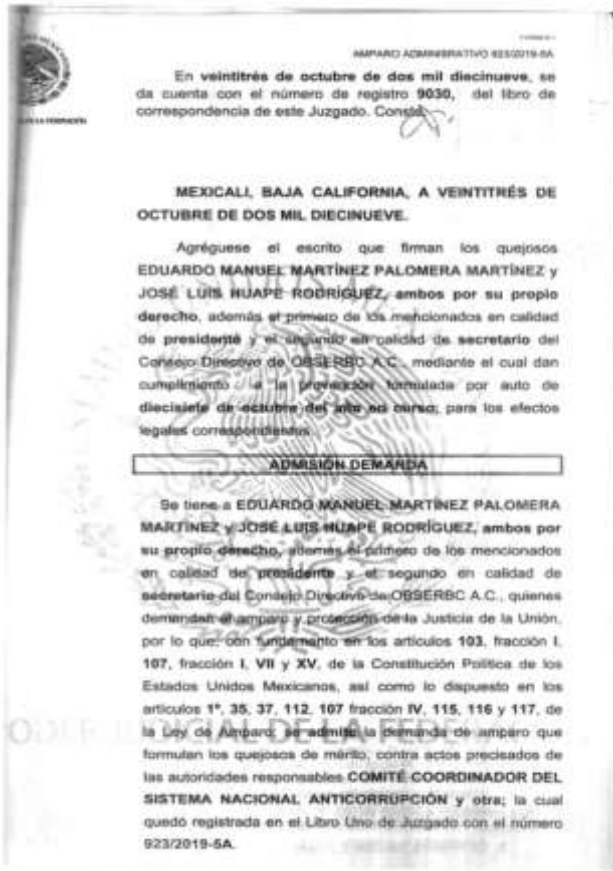 AMPARO ADMINISTRATIVO 923/2019-5A
En veintitrés de octubre de dos mil diecinueve, se
da cuenta con el número de registro 9030, del libro de
correspondencia de este Juzgado. Conste.
MEXICALI, BAJA CALIFORNIA, A VEINTITRÉS DE
OCTUBRE DE DOS MIL DIECINUEVE.
Agréguese el escrito que firman los quejosos
EDUARDO MANUEL MARTÍNEZ PALOMERA MARTÍNEZ y
JOSÉ LUIS HUAPE RODRÍGUEZ, ambos por su propio
derecho, además el primero de los mencionados en calidad
de presidente y el segundo en calidad de secretario del
Consejo Directivo de OBSERBC A.C., mediante el cual dan
cumplimiento a la prevención formulada por auto de
diecisiete de octubre del año en curso; para los efectos
legales correspondientes.
ADMISIÓN DEMANDA
Se tiene a EDUARDO MANUEL MARTÍNEZ PALOMERA
MARTÍNEZ y JOSÉ LUIS HUAPE RODRÍGUEZ, ambos por
su propio derecho, además el primero de los mencionados
en calidad de presidente y el segundo en calidad de
secretario del Consejo Directivo de OBSERBC A.C., quienes
demandan el amparo y protección de la Justicia de la Unión,
por lo que, con fundamento en los artículos 103, fracción I,
107, fracción I, VII y XV, de la Constitución Política de los
Estados Unidos Mexicanos, así como lo dispuesto en los
artículos 1º, 35, 37, 112, 107 fracción IV, 115, 116 y 117, de
la Ley de Amparo; se admite la demanda de amparo que
formulan los quejosos de mérito, contra actos precisados de
las autoridades responsables COMITÉ COORDINADOR DEL
SISTEMA NACIONAL ANTICORRUPCIÓN y otra; la cual
quedó registrada en el Libro Uno de Juzgado con el número
923/2019-5A.